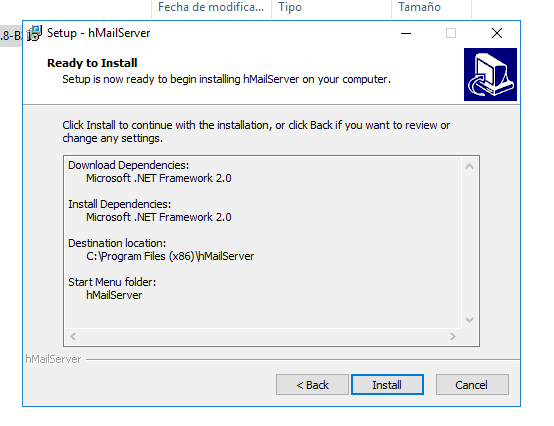 Fecha de modifica...
Tipo
Tamaño
.8-B
Setup - hMailServer
Ready to Install
Setup is now ready to begin installing hMailServer on your computer.
Click Install to continue with the installation, or click Back if you want to review or
change any settings.
Download Dependencies:
Microsoft .NET Framework 2.0
Install Dependencies:
Microsoft .NET Framework 2.0
Destination location:
C:\Program Files (x86)\hMailServer
Start Menu folder:
hMailServer
hMailServer
< Back
Install
Cancel